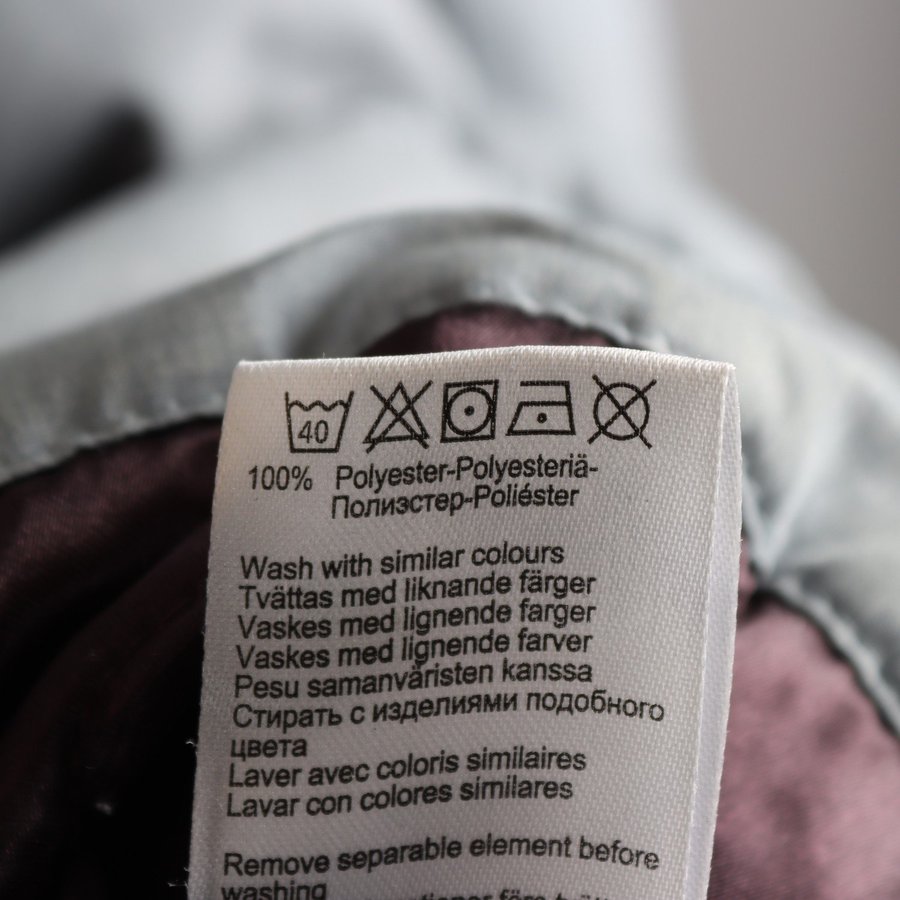 40
100% Polyester-Polyesteriä-
Полиэстер-Poliéster
Wash with similar colours
Tvättas med liknande färger
Vaskes med lignende farger
Vaskes med lignende farver
Pesu samanväristen kanssa
Стирать с изделиями подобного
цвета
Laver avec coloris similaires
Lavar con colores similares
Remove separable element before
washing